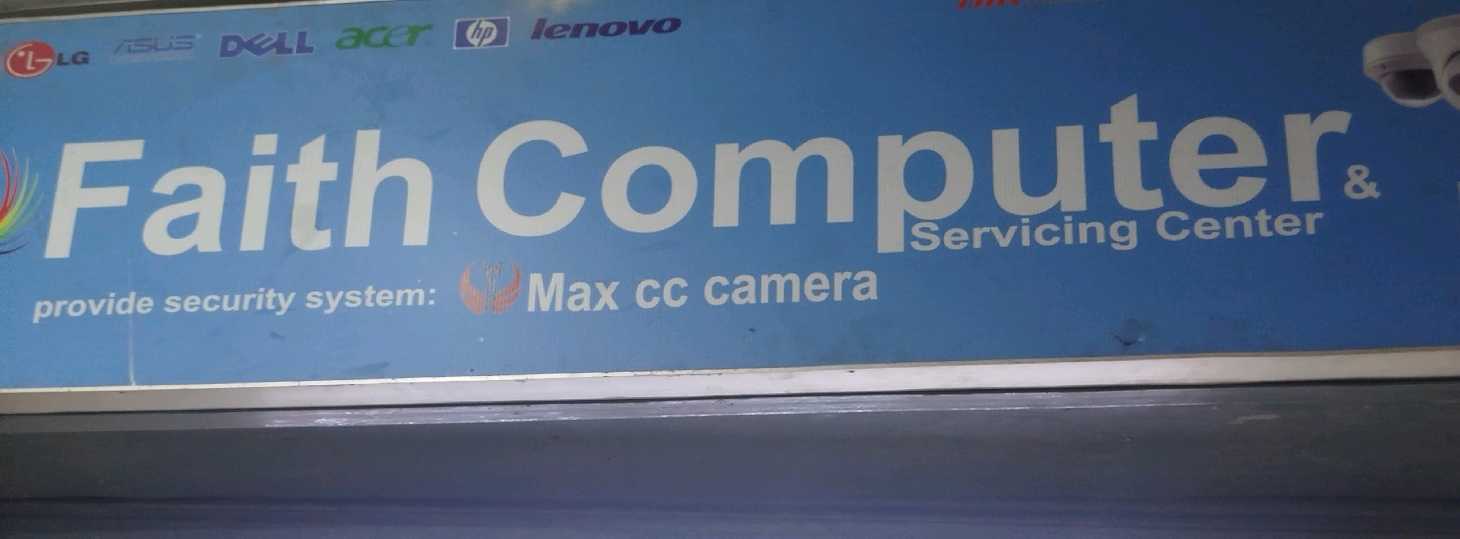 LG ASUS DELL acer hp lenovo
Faith Computer &
Servicing Center
provide security system: Max cc camera